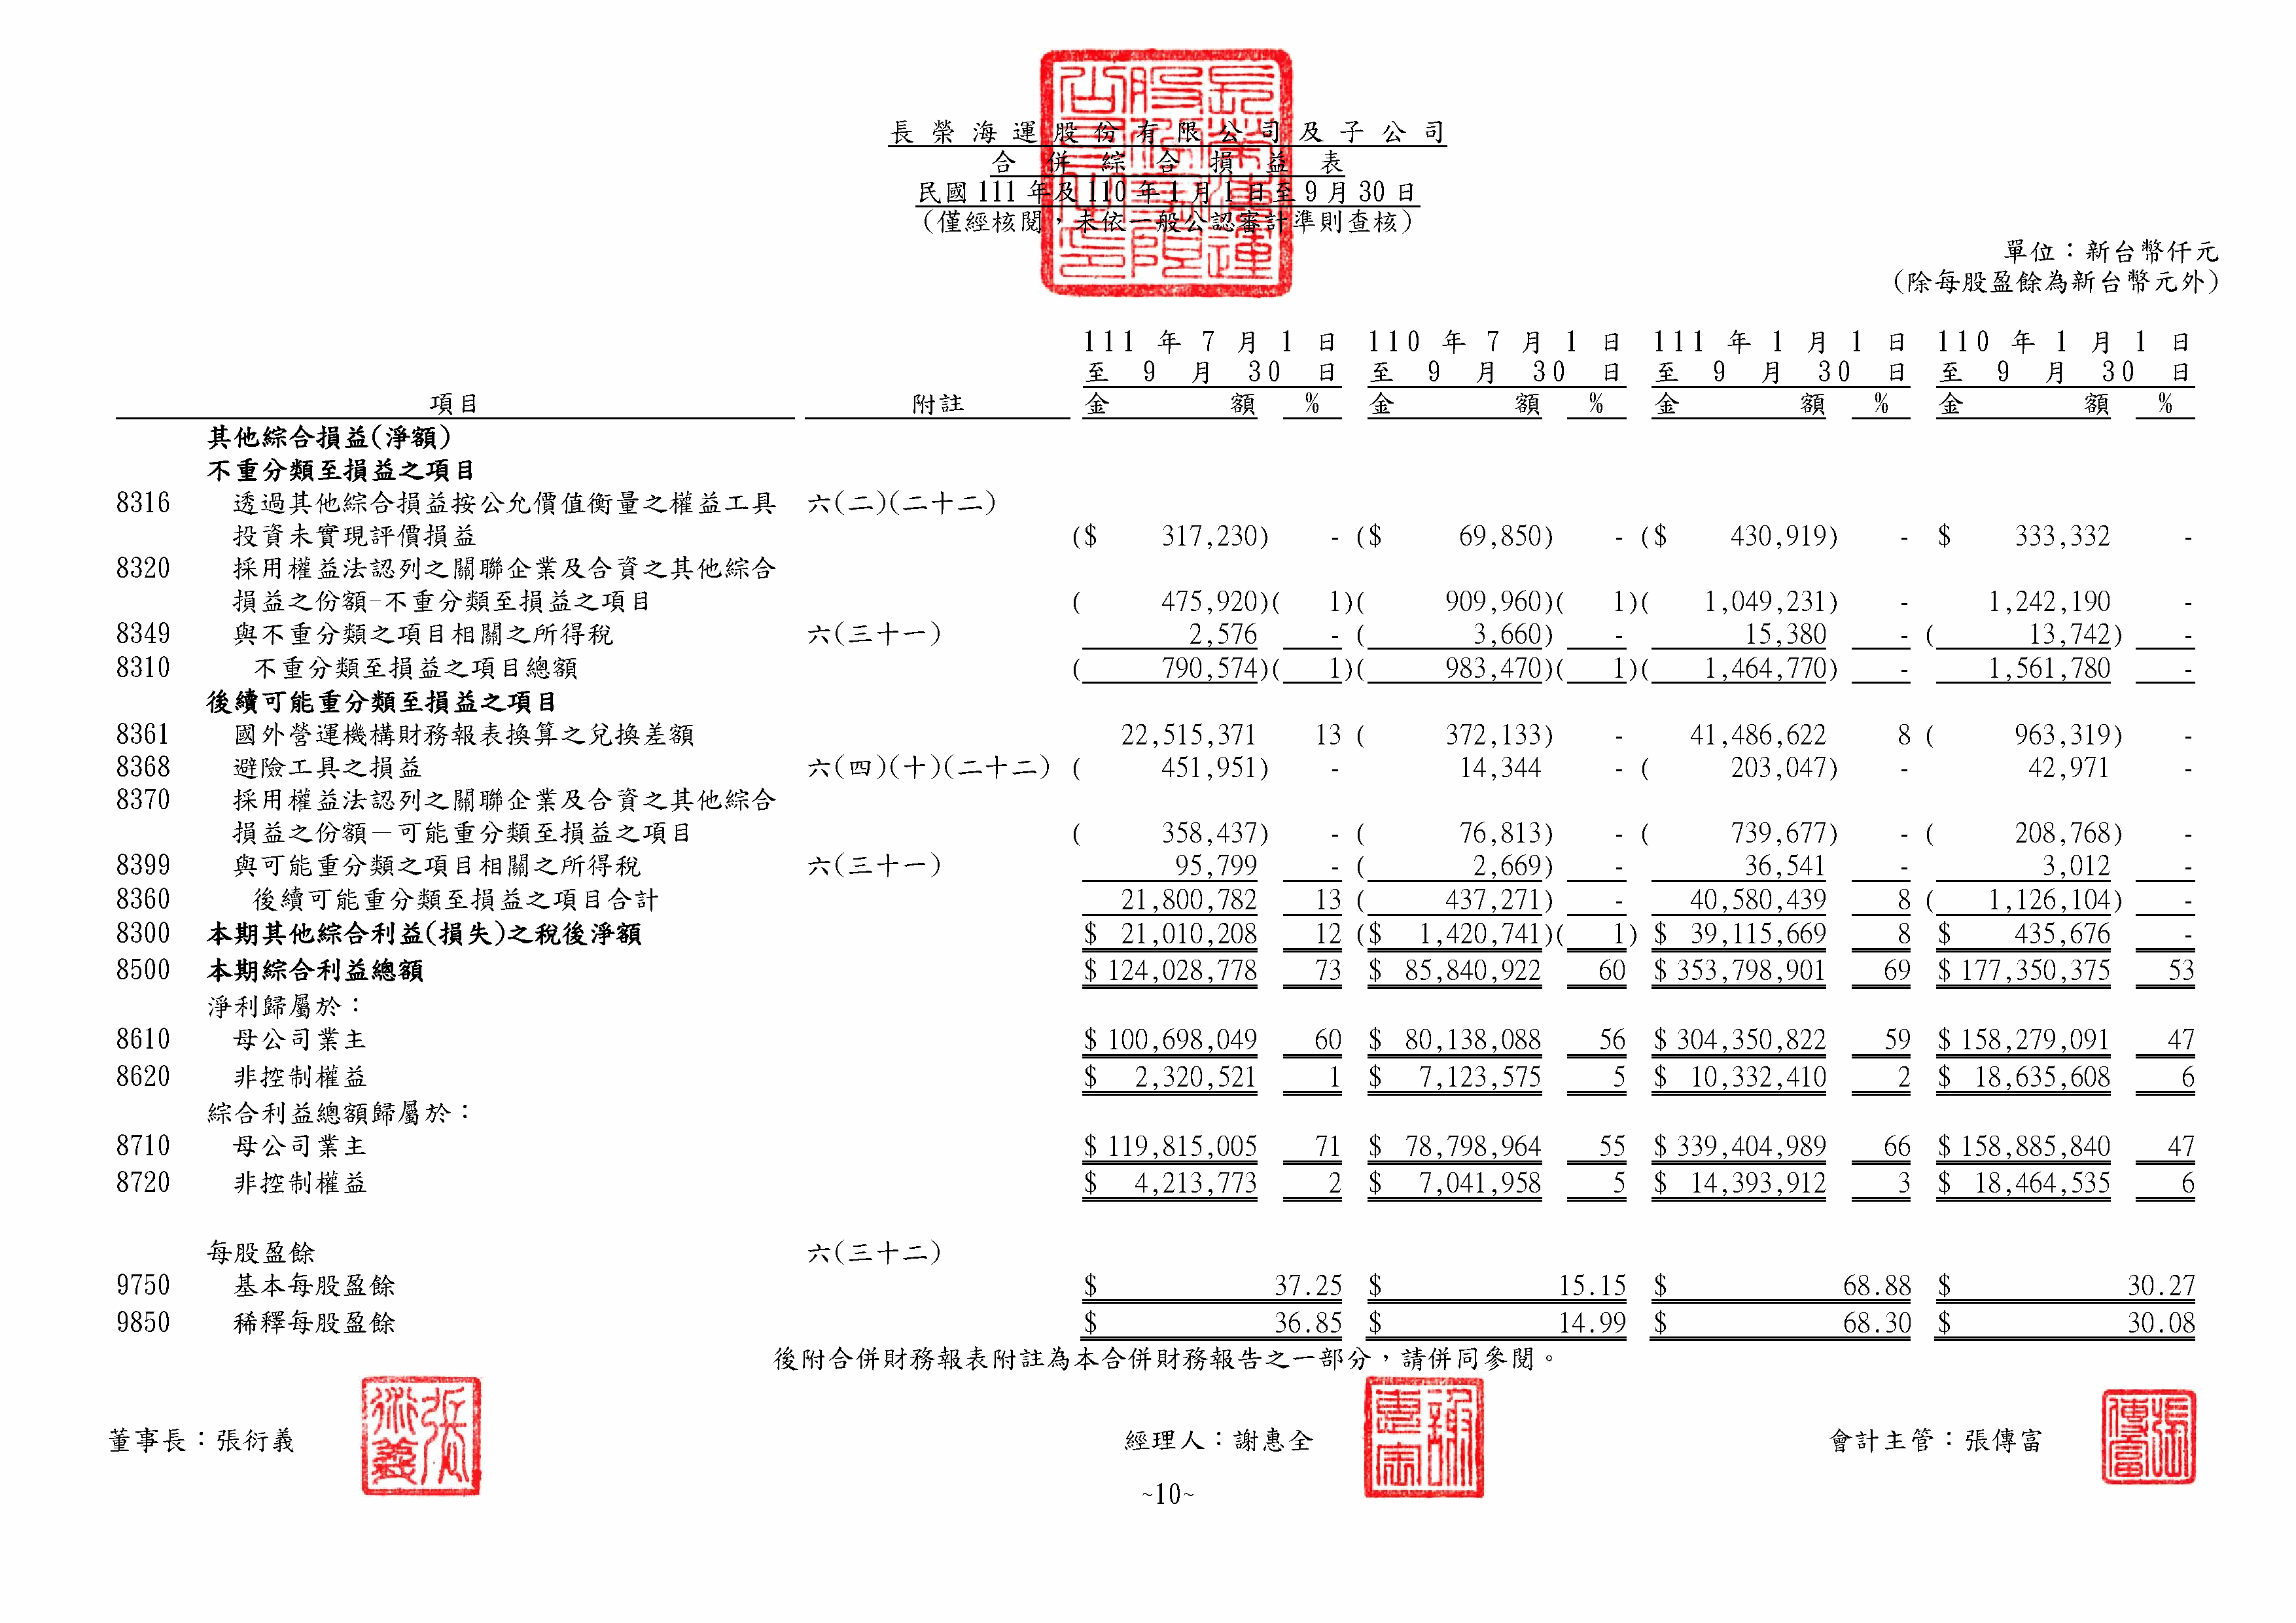 長榮海運股份有限公司及子公司
合併綜合損益表
民國 111 年及 110 年 1 月 1 日至 9 月 30 日
(僅經核閱，未依一般公認審計準則查核)
單位：新台幣仟元
(除每股盈餘為新台幣元外)
111 年 7 月 1 日 110 年 7 月 1 日 111 年 1 月 1 日 110 年 1 月 1 日
至 9 月 30 日 至 9 月 30 日 至 9 月 30 日 至 9 月 30 日
項目 附註 金額 % 金額 % 金額 % 金額 %
其他綜合損益(淨額)
不重分類至損益之項目
8316 透過其他綜合損益按公允價值衡量之權益工具 六(二)(二十二)
投資未實現評價損益 ($ 317,230) - ($ 69,850) - ($ 430,919) - $ 333,332 -
8320 採用權益法認列之關聯企業及合資之其他綜合
損益之份額-不重分類至損益之項目 ( 475,920)( 1)( 909,960)( 1)( 1,049,231) - 1,242,190 -
8349 與不重分類之項目相關之所得稅 六(三十一) 2,576 - ( 3,660) - 15,380 - ( 13,742) -
8310 不重分類至損益之項目總額 ( 790,574)( 1)( 983,470)( 1)( 1,464,770) - 1,561,780 -
後續可能重分類至損益之項目
8361 國外營運機構財務報表換算之兌換差額 22,515,371 13 ( 372,133) - 41,486,622 8 ( 963,319) -
8368 避險工具之損益 六(四)(十)(二十二) ( 451,951) - 14,344 - ( 203,047) - 42,971 -
8370 採用權益法認列之關聯企業及合資之其他綜合
損益之份額－可能重分類至損益之項目 ( 358,437) - ( 76,813) - ( 739,677) - ( 208,768) -
8399 與可能重分類之項目相關之所得稅 六(三十一) 95,799 - ( 2,669) - 36,541 - 3,012 -
8360 後續可能重分類至損益之項目合計 21,800,782 13 ( 437,271) - 40,580,439 8 ( 1,126,104) -
8300 本期其他綜合利益(損失)之稅後淨額 $ 21,010,208 12 ($ 1,420,741)( 1) $ 39,115,669 8 $ 435,676 -
8500 本期綜合利益總額 $ 124,028,778 73 $ 85,840,922 60 $ 353,798,901 69 $ 177,350,375 53
淨利歸屬於：
8610 母公司業主 $ 100,698,049 60 $ 80,138,088 56 $ 304,350,822 59 $ 158,279,091 47
8620 非控制權益 $ 2,320,521 1 $ 7,123,575 5 $ 10,332,410 2 $ 18,635,608 6
綜合利益總額歸屬於：
8710 母公司業主 $ 119,815,005 71 $ 78,798,964 55 $ 339,404,989 66 $ 158,885,840 47
8720 非控制權益 $ 4,213,773 2 $ 7,041,958 5 $ 14,393,912 3 $ 18,464,535 6
每股盈餘 六(三十二)
9750 基本每股盈餘 $ 37.25 $ 15.15 $ 68.88 $ 30.27
9850 稀釋每股盈餘 $ 36.85 $ 14.99 $ 68.30 $ 30.08
後附合併財務報表附註為本合併財務報告之一部分，請併同參閱。
董事長：張衍義 張衍義 經理人：謝惠全 謝惠全 會計主管：張傳富 張傳富
~10~